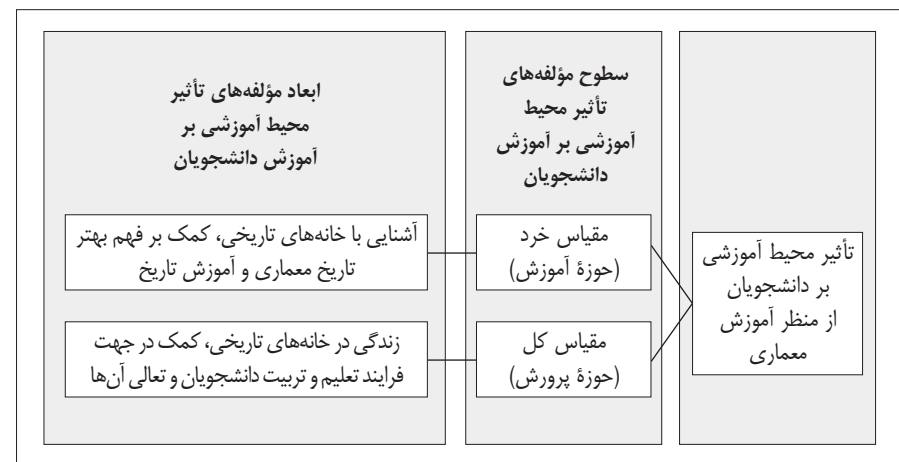 تأثیر محیط آموزشی
بر دانشجویان
از منظر آموزش
معماری
سطوح مؤلفه‌های
تأثیر محیط
آموزشی بر آموزش
دانشجویان
مقیاس خرد
(حوزهٔ آموزش)
مقیاس کل
(حوزهٔ پرورش)
ابعاد مؤلفه‌های تأثیر
محیط آموزشی بر
آموزش دانشجویان
آشنایی با خانه‌های تاریخی، کمک بر فهم بهتر
تاریخ معماری و آموزش تاریخ
زندگی در خانه‌های تاریخی، کمک در جهت
فرایند تعلیم و تربیت دانشجویان و تعالی آن‌ها